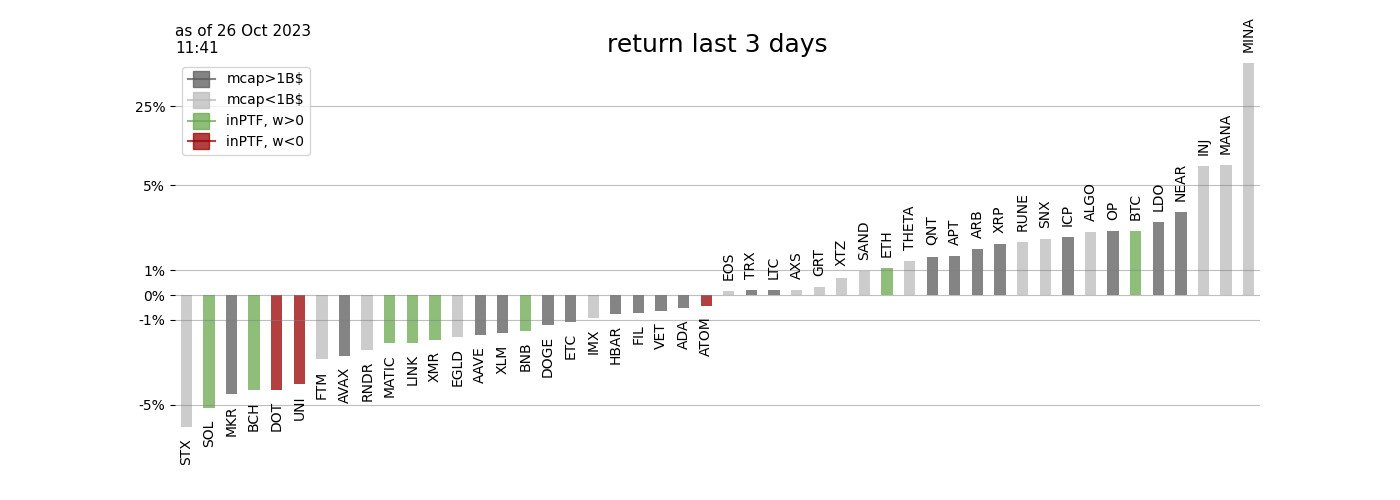 as of 26 Oct 2023
11:41
return last 3 days
mcap>1B$
mcap<1B$
inPTF, w>0
inPTF, w<0
25%
5%
1%
0%
-1%
-5%
STX
SOL
MKR
BCH
DOT
UNI
FTM
AVAX
RNDR
MATIC
LINK
XMR
EGLD
AAVE
XLM
BNB
DOGE
ETC
IMX
HBAR
FIL
VET
ADA
ATOM
EOS
TRX
LTC
AXS
GRT
XTZ
SAND
ETH
THETA
QNT
APT
ARB
XRP
RUNE
SNX
ICP
ALGO
OP
BTC
LDO
NEAR
INJ
MANA
MINA